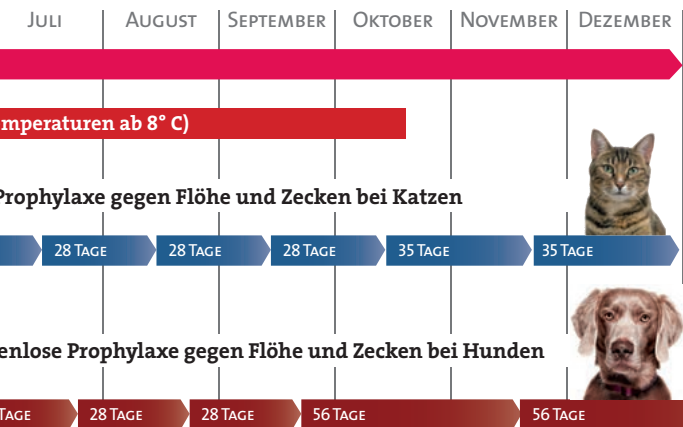 Juli August September Oktober November Dezember
mperaturen ab 8° C)
Prophylaxe gegen Flöhe und Zecken bei Katzen
28 Tage 28 Tage 28 Tage 35 Tage 35 Tage
enlose Prophylaxe gegen Flöhe und Zecken bei Hunden
Tage 28 Tage 28 Tage 56 Tage 56 Tage